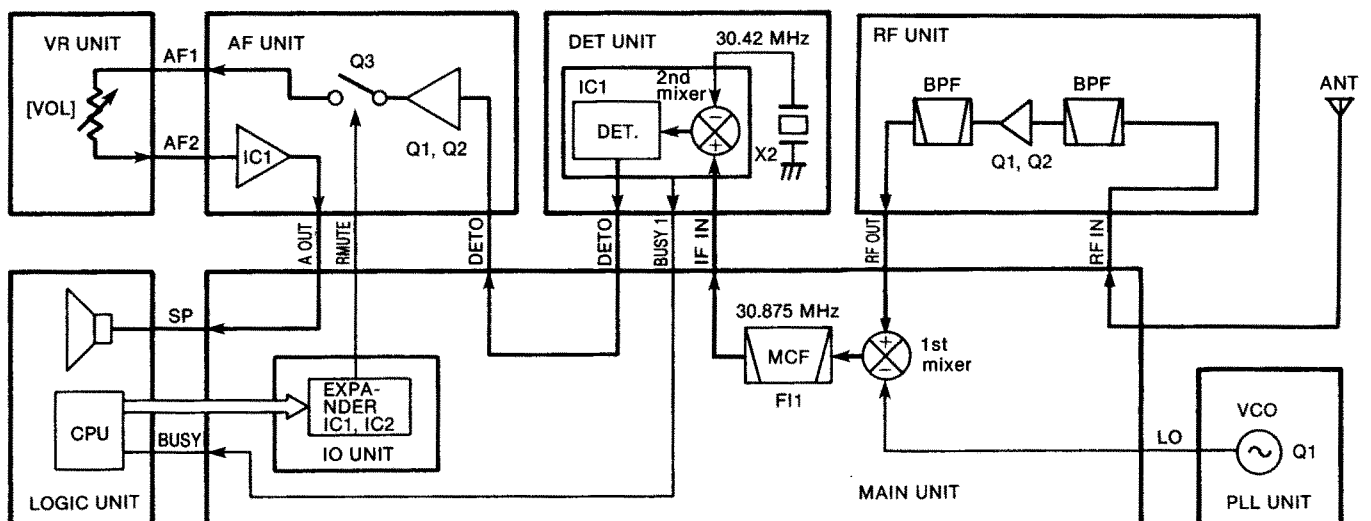 VR UNIT
AF1
[VOL]
AF2
AF UNIT
Q3
Q1, Q2
IC1
A OUT
RMUTE
DETO
DET UNIT
30.42 MHz
IC1
2nd
mixer
DET.
X2
DETO
BUSY 1
IF IN
RF UNIT
BPF
BPF
Q1, Q2
RF OUT
RF IN
ANT
SP
CPU
BUSY
LOGIC UNIT
EXPA-
NDER
IC1, IC2
IO UNIT
30.875 MHz
MCF
FI1
1st
mixer
MAIN UNIT
LO
VCO
Q1
PLL UNIT